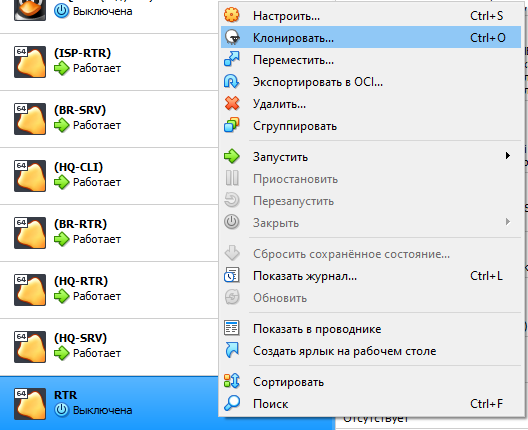 Выключена
(ISP-RTR)
64
Работает
(BR-SRV)
64
Работает
(HQ-CLI)
64
Работает
(BR-RTR)
64
Работает
(HQ-RTR)
64
Работает
(HQ-SRV)
64
Работает
RTR
64
Выключена
Настроить... Ctrl+S
Клонировать... Ctrl+O
Переместить...
Экспортировать в OCI...
Удалить...
Сгруппировать
Запустить
Приостановить
Перезапустить
Закрыть
Сбросить сохранённое состояние...
Показать журнал... Ctrl+L
Обновить
Показать в проводнике
Создать ярлык на рабочем столе
Сортировать
Поиск Ctrl+F
Отсутствует